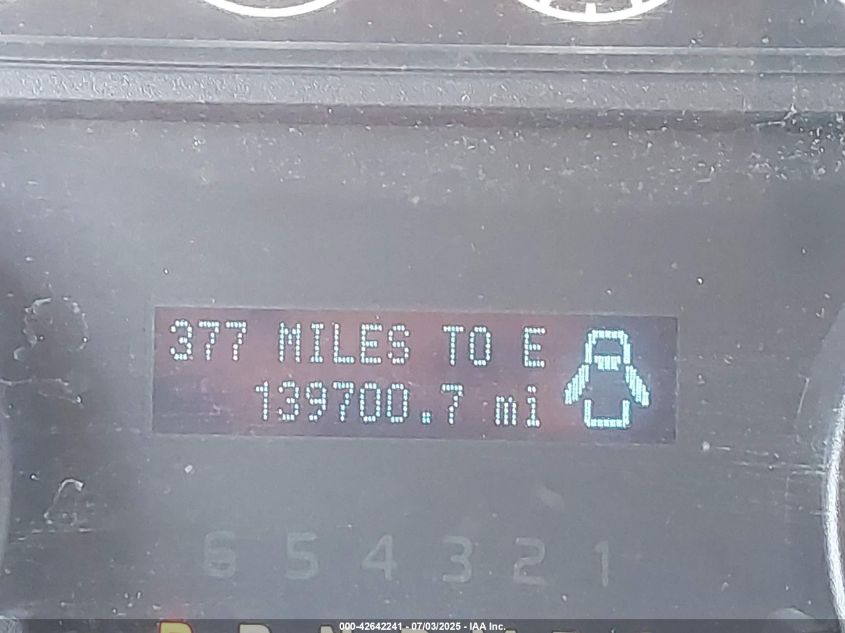 377 MILES TO E
139700.7 mi
6 5 4 3 2 1
000-42642241 - 07/03/2025 - IAA Inc.